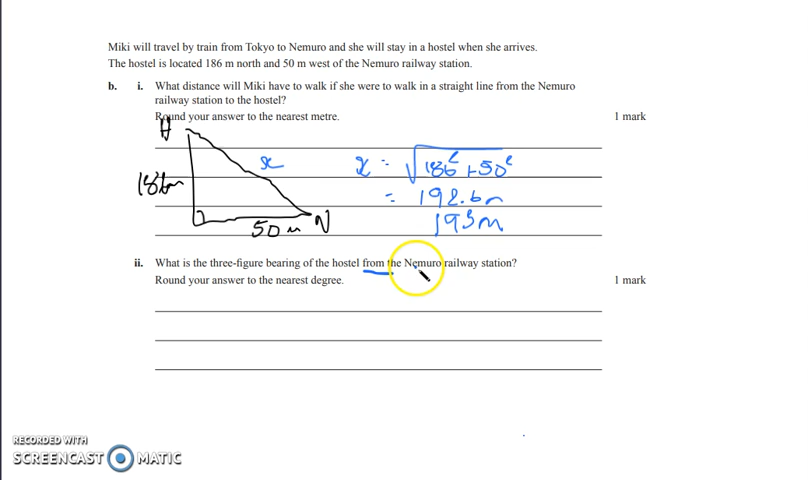 Miki will travel by train from Tokyo to Nemuro and she will stay in a hostel when she arrives.
The hostel is located 186 m north and 50 m west of the Nemuro railway station.
b. i. What distance will Miki have to walk if she were to walk in a straight line from the Nemuro
railway station to the hostel?
Round your answer to the nearest metre. 1 mark
H
x
x = √186² + 50²
186m
= 192.6m
50 m N
193m
ii. What is the three-figure bearing of the hostel from the Nemuro railway station?
Round your answer to the nearest degree. 1 mark
RECORDED WITH
SCREENCAST MATIC